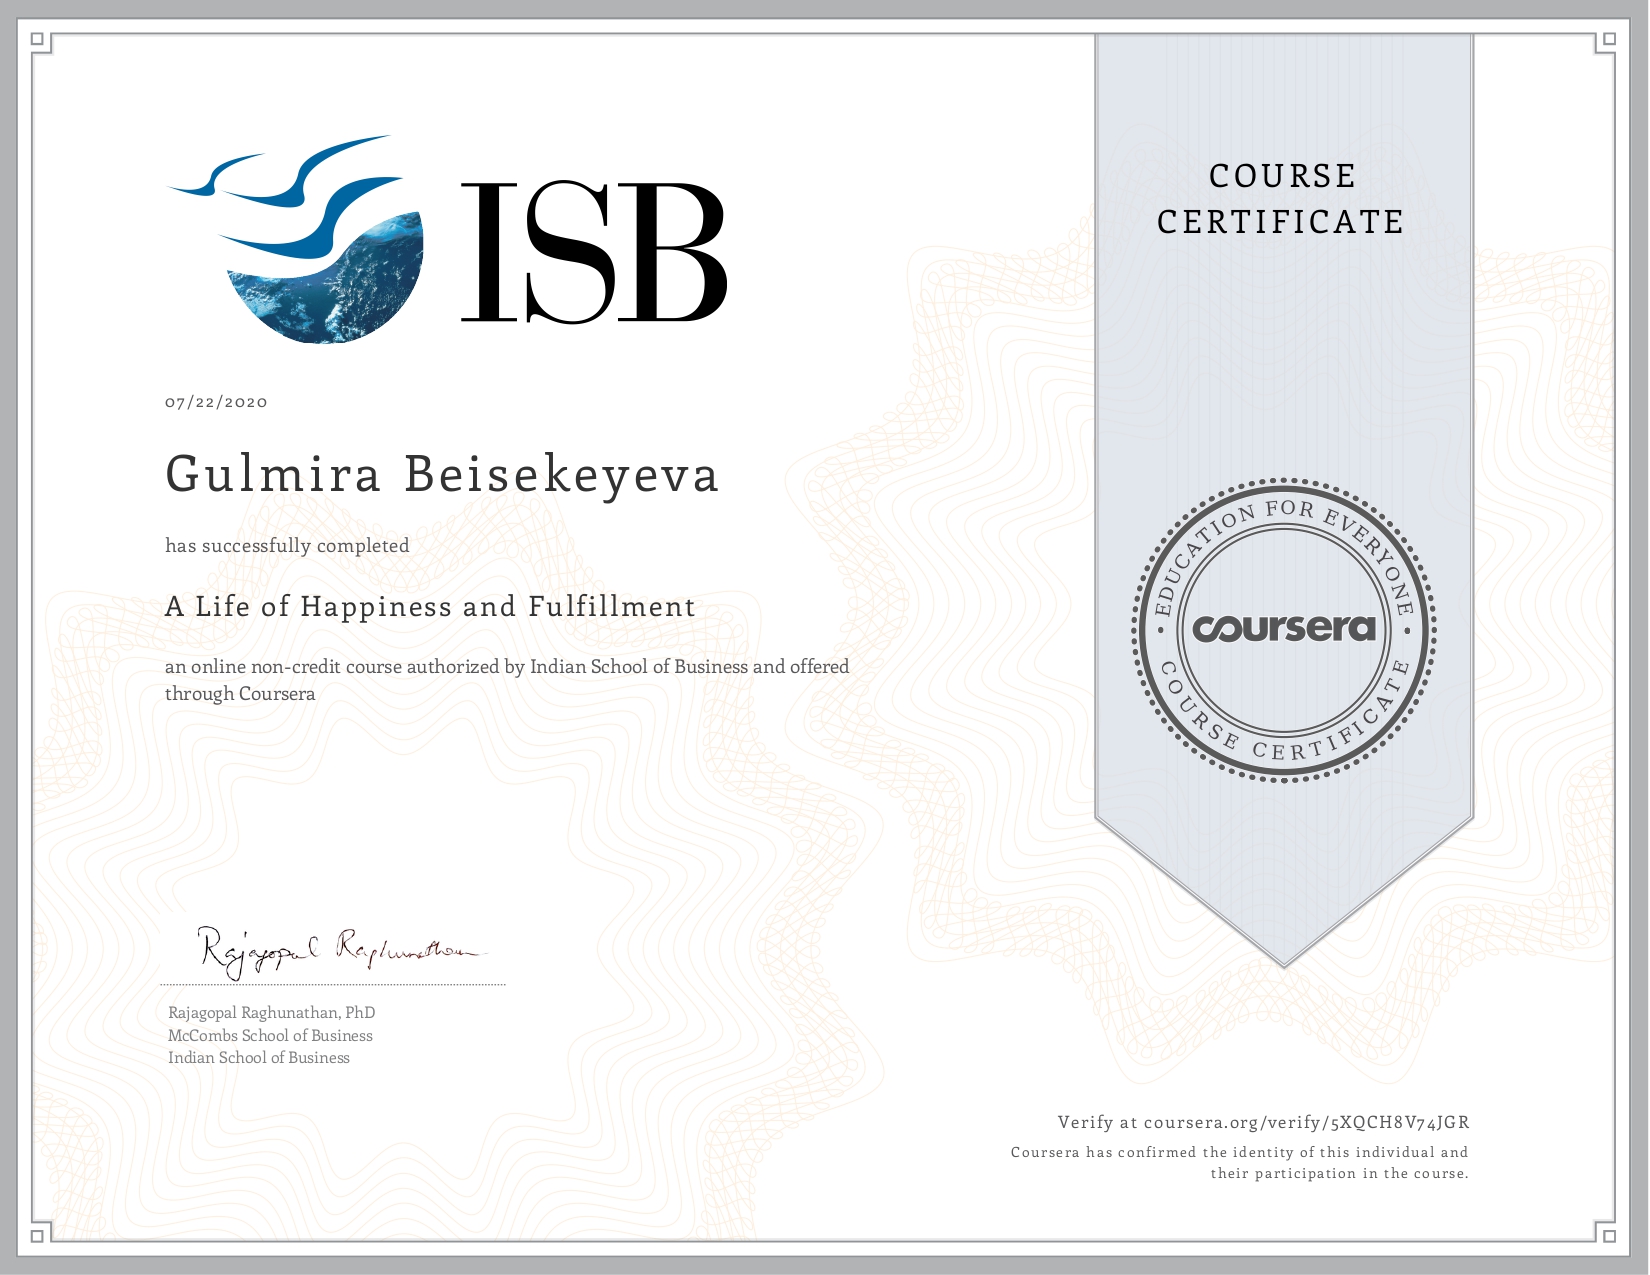 ISB
COURSE
CERTIFICATE
07/22/2020
Gulmira Beisekeyeva
has successfully completed
A Life of Happiness and Fulfillment
an online non-credit course authorized by Indian School of Business and offered
through Coursera
EDUCATION FOR EVERYONE
coursera
COURSE CERTIFICATE
Rajagopal Raghunathan
Rajagopal Raghunathan, PhD
McCombs School of Business
Indian School of Business
Verify at coursera.org/verify/5XQCH8V74JGR
Coursera has confirmed the identity of this individual and
their participation in the course.